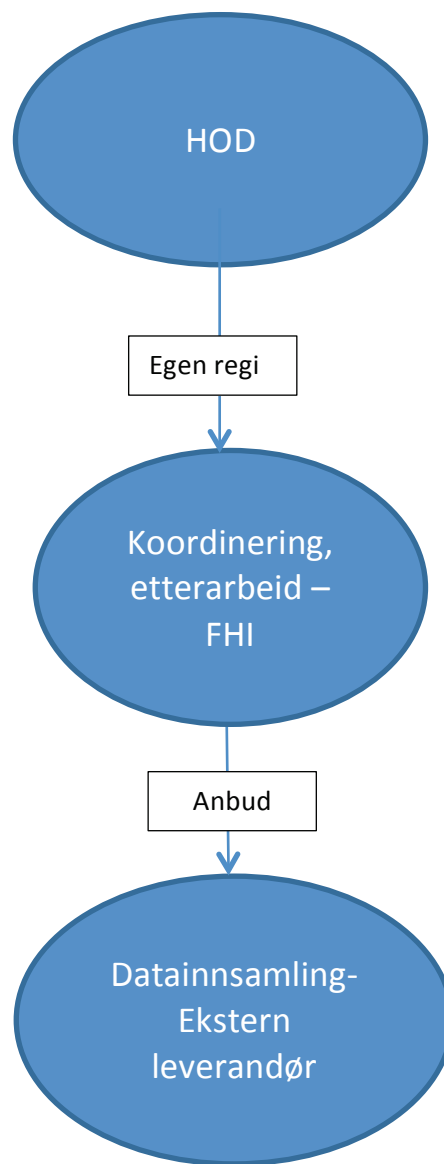 HOD
Egen regi
Koordinering,
etterarbeid –
FHI
Anbud
Datainnsamling-
Ekstern
leverandør